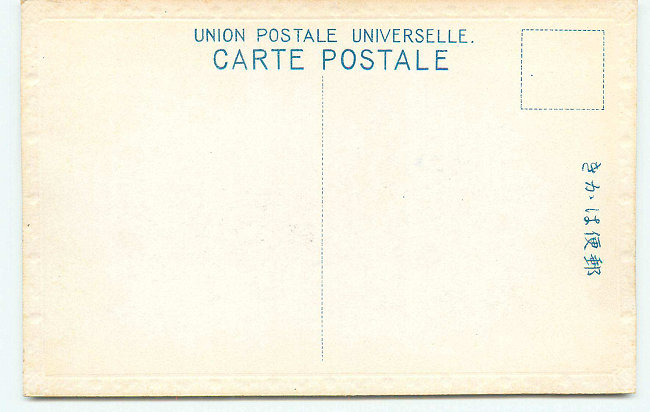 UNION POSTALE UNIVERSELLE.
CARTE POSTALE
郵便はかき